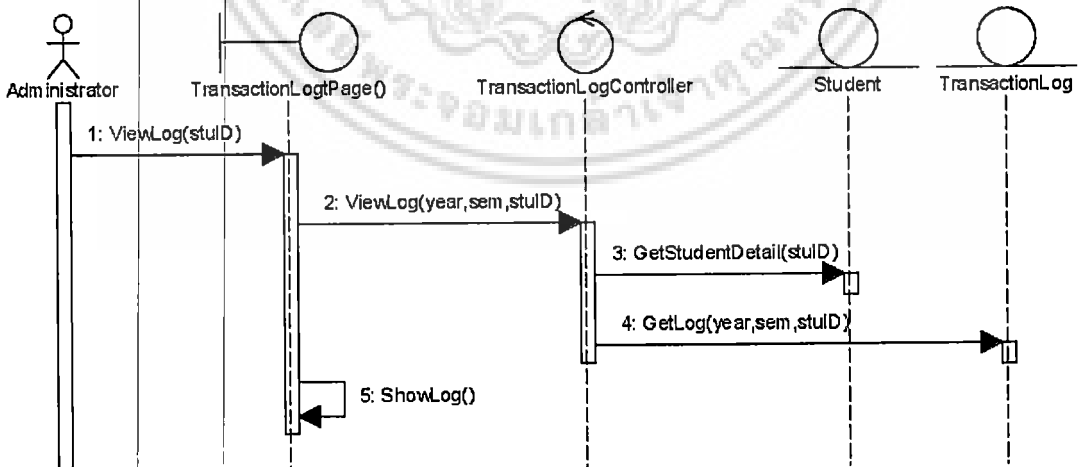 Administrator
TransactionLogtPage()
TransactionLogController
Student
TransactionLog
1: ViewLog(stuID)
2: ViewLog(year,sem,stuID)
3: GetStudentDetail(stuID)
4: GetLog(year,sem,stuID)
5: ShowLog()